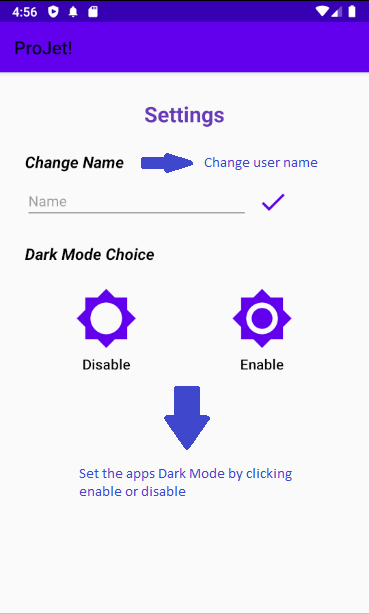 4:56
ProJet!
Settings
Change Name
Change user name
Name
Dark Mode Choice
Disable
Enable
Set the apps Dark Mode by clicking
enable or disable